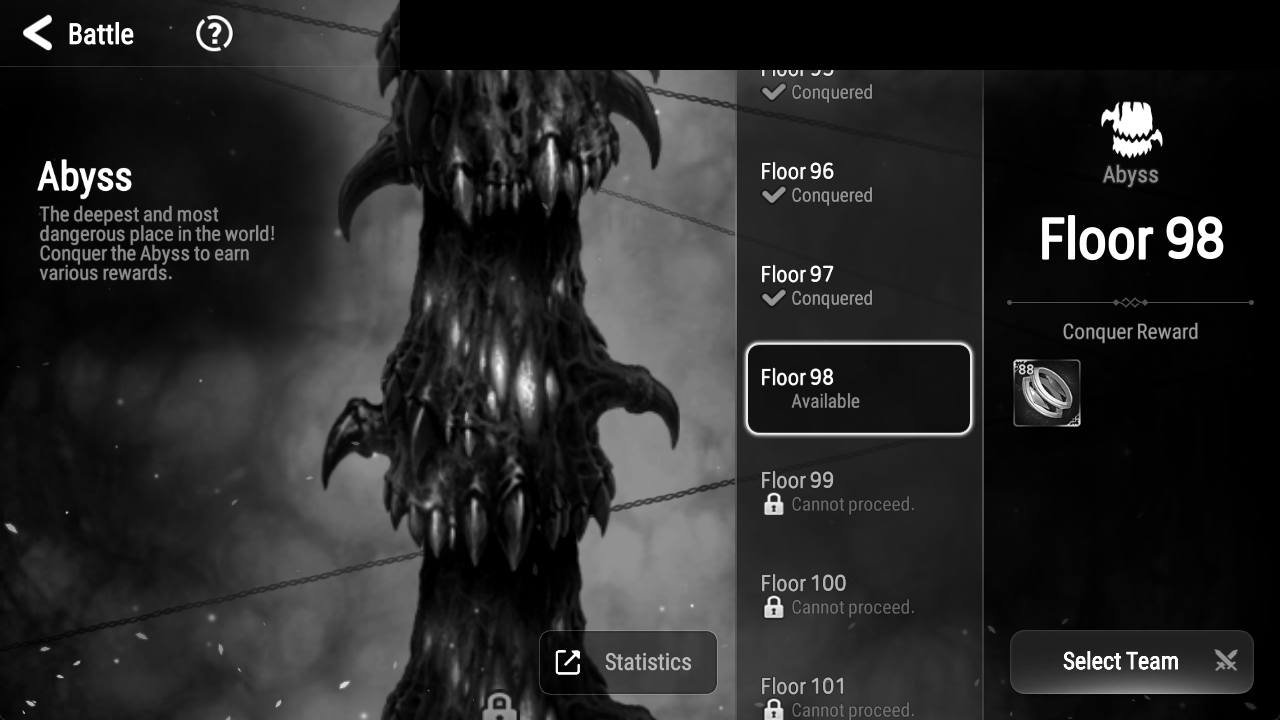 Battle
?
Abyss
The deepest and most
dangerous place in the world!
Conquer the Abyss to earn
various rewards.
Conquered
Floor 96
Conquered
Floor 97
Conquered
Floor 98
Available
Floor 99
Cannot proceed.
Floor 100
Cannot proceed.
Floor 101
Cannot proceed.
Statistics
Abyss
Floor 98
Conquer Reward
88
Select Team